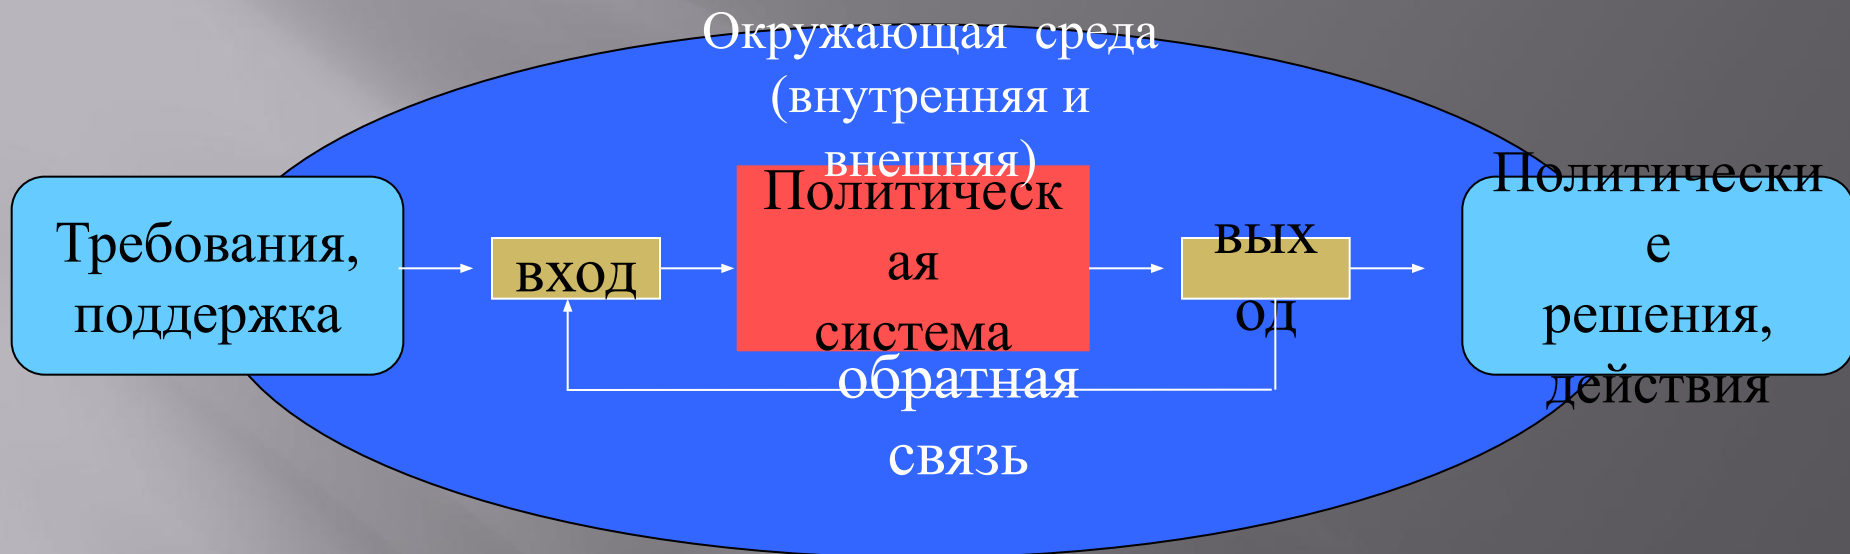 Окружающая среда
(внутренняя и
внешняя)
Требования,
поддержка
вход
Политическ
ая
система
вых
од
Политически
е
решения,
действия
обратная
связь